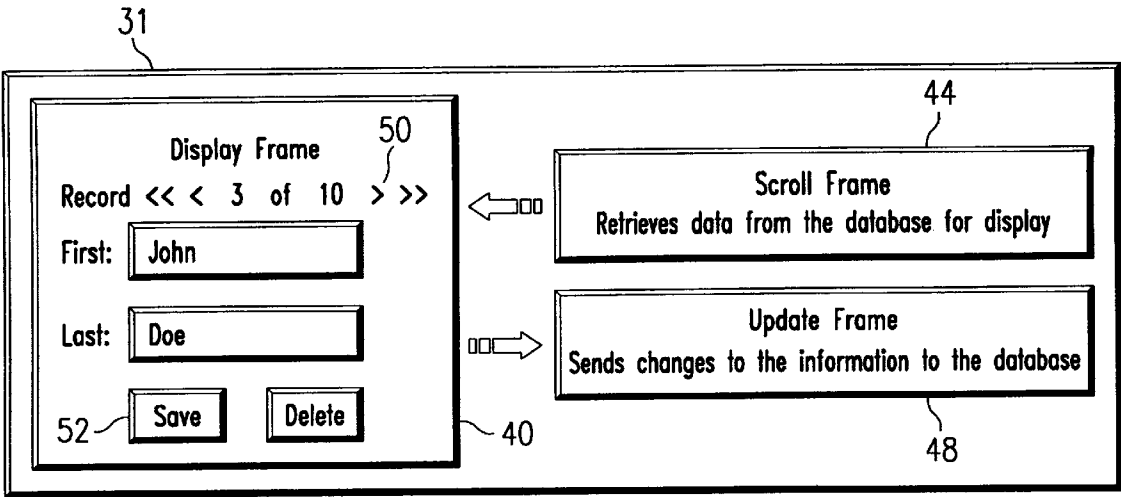 31
44
50
Display Frame
Record << < 3 of 10 > >>
First: John
Last: Doe
Save Delete
52
40
Scroll Frame
Retrieves data from the database for display
Update Frame
Sends changes to the information to the database
48